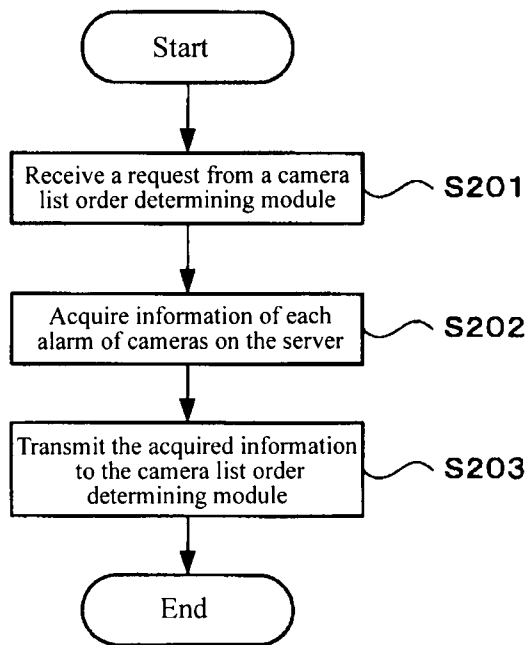 Start
Receive a request from a camera
list order determining module
S201
Acquire information of each
alarm of cameras on the server
S202
Transmit the acquired information
to the camera list order
determining module
S203
End